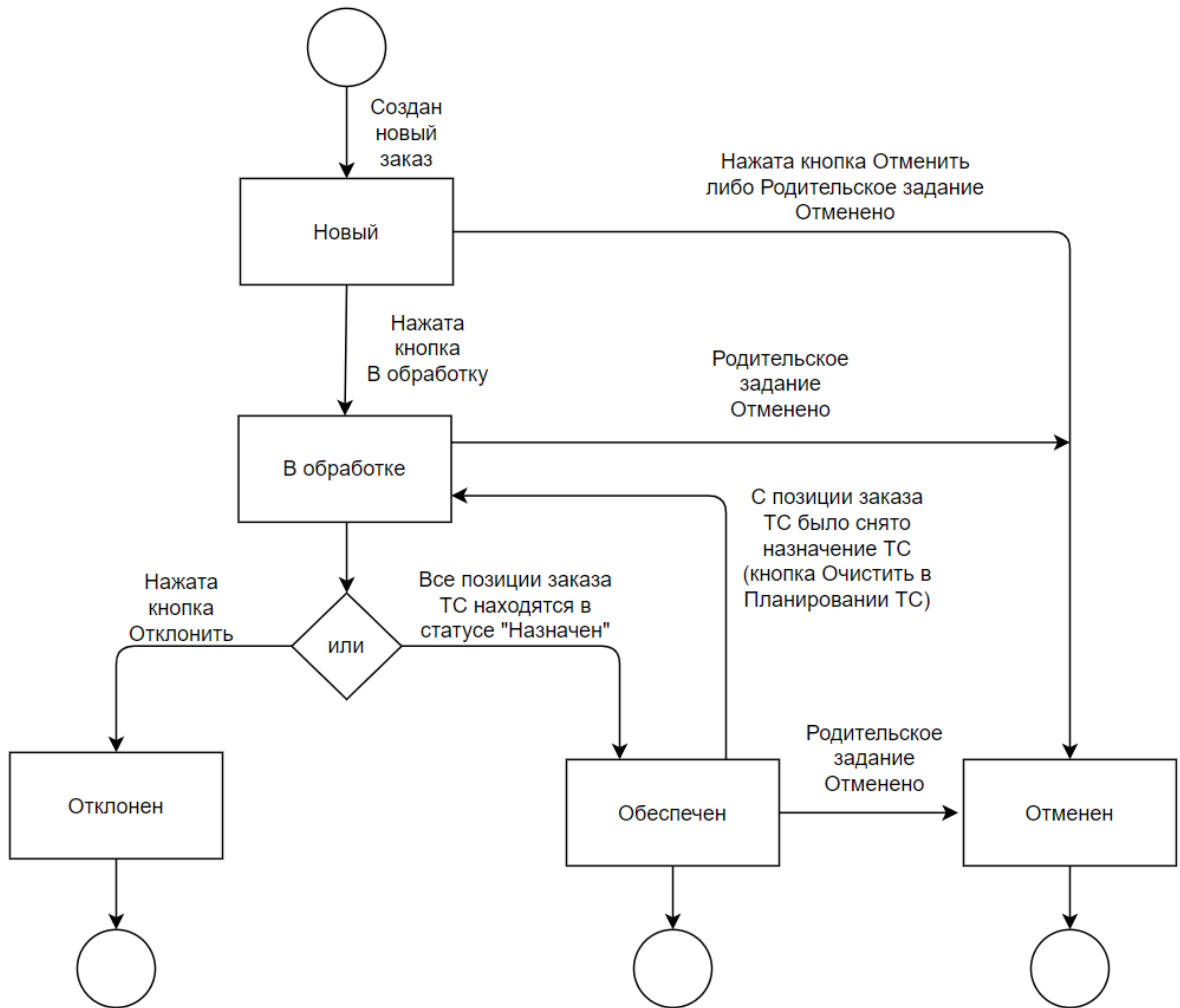 Создан
новый
заказ
Нажата кнопка Отменить
либо Родительское задание
Отменено
Новый
Нажата
кнопка
В обработку
Родительское
задание
Отменено
В обработке
С позиции заказа
ТС было снято
назначение ТС
(кнопка Очистить в
Планировании ТС)
Нажата
кнопка
Отклонить
Все позиции заказа
ТС находятся в
статусе "Назначен"
или
Родительское
задание
Отменено
Отклонен
Обеспечен
Отменен